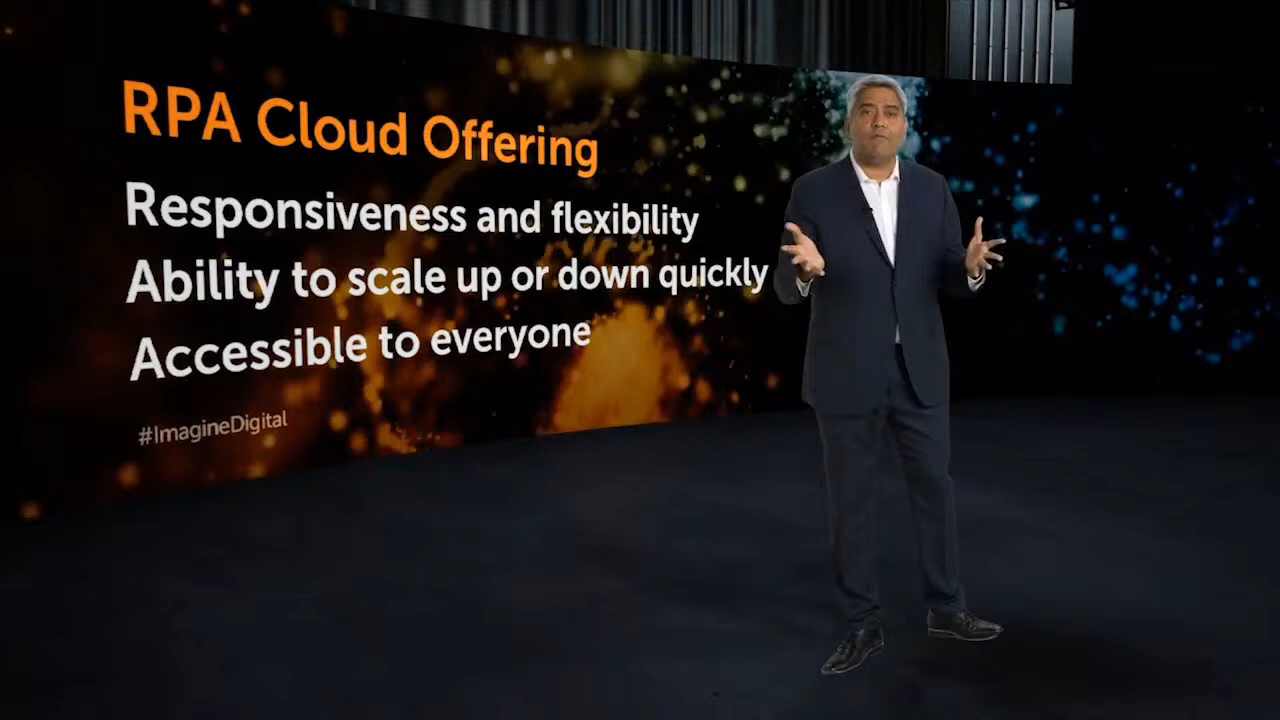 RPA Cloud Offering
Responsiveness and flexibility
Ability to scale up or down quickly
Accessible to everyone
#ImagineDigital